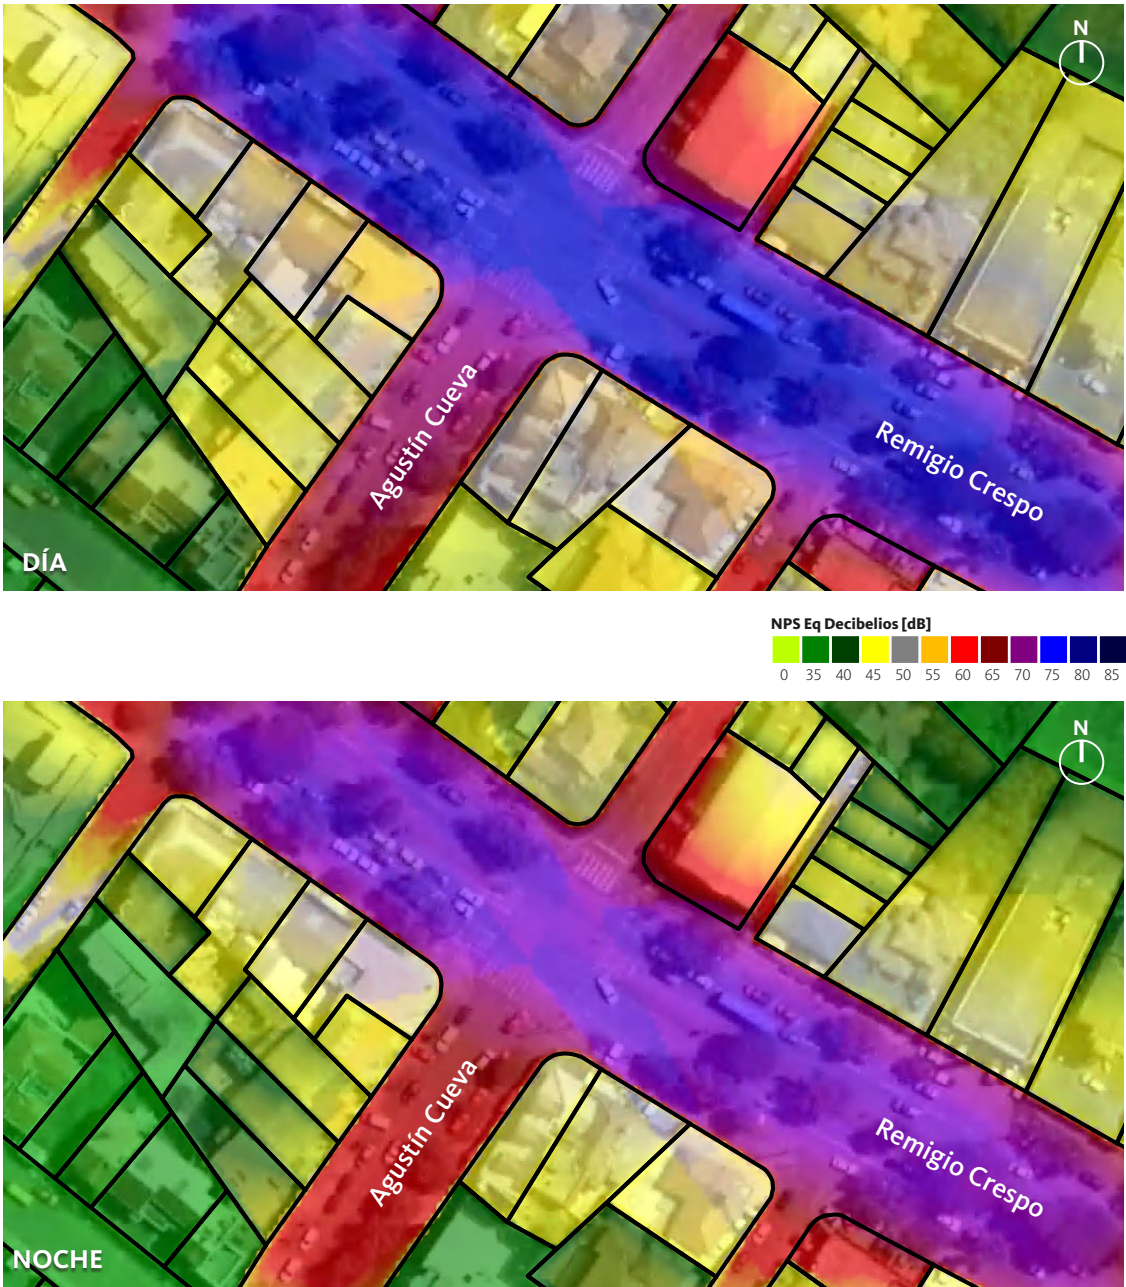 N
Agustín Cueva
Remigio Crespo
DÍA
NPS Eq Decibelios [dB]
0 35 40 45 50 55 60 65 70 75 80 85
N
Agustín Cueva
Remigio Crespo
NOCHE